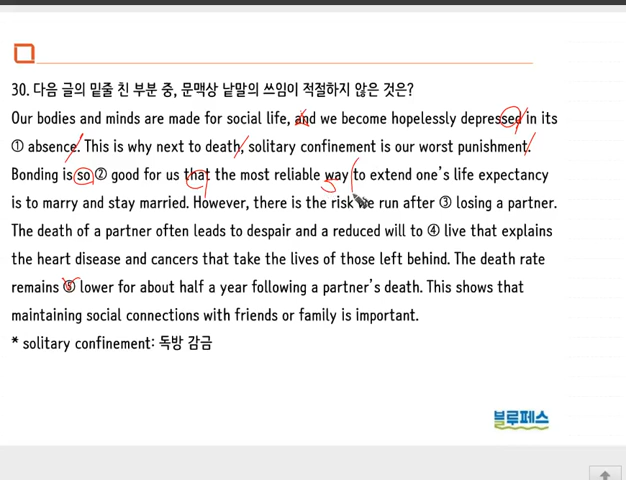 30. 다음 글의 밑줄 친 부분 중, 문맥상 낱말의 쓰임이 적절하지 않은 것은?
Our bodies and minds are made for social life, and we become hopelessly depressed in its
① absence. This is why next to death, solitary confinement is our worst punishment.
Bonding is so ② good for us that the most reliable way to extend one's life expectancy
is to marry and stay married. However, there is the risk we run after ③ losing a partner.
The death of a partner often leads to despair and a reduced will to ④ live that explains
the heart disease and cancers that take the lives of those left behind. The death rate
remains ⑤ lower for about half a year following a partner's death. This shows that
maintaining social connections with friends or family is important.
* solitary confinement: 독방 감금
블루페스